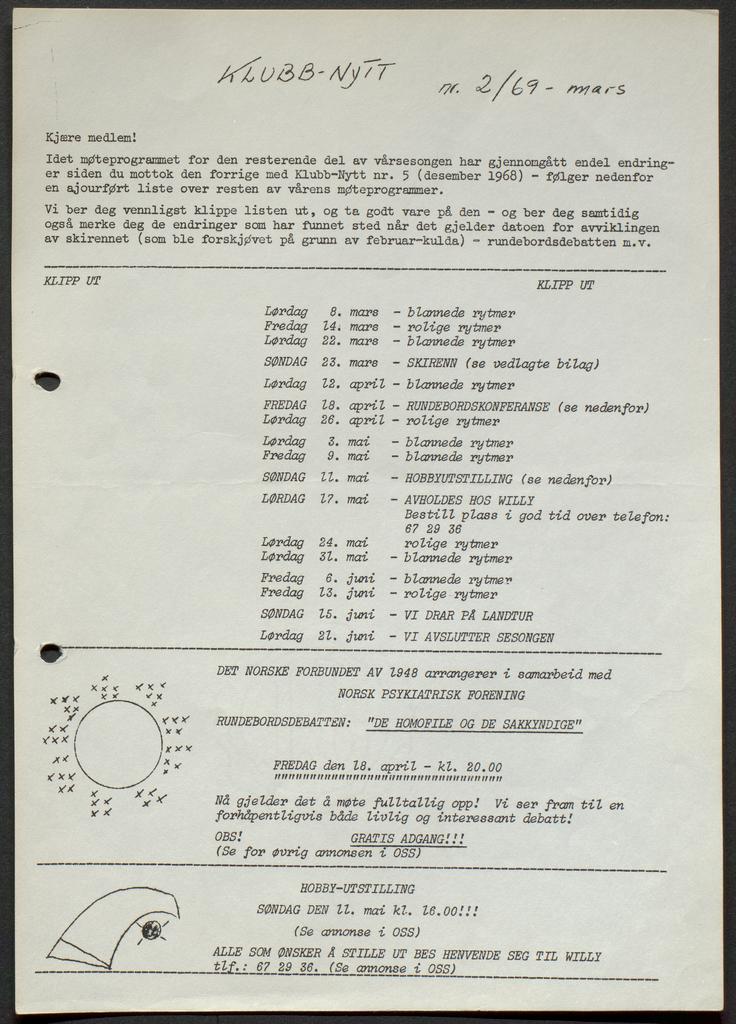 KLUBB-NYTT nr. 2/69 - mars
Kjære medlem!
Idet møteprogrammet for den resterende del av vårsesongen har gjennomgått endel endring-
er siden du mottok den forrige med Klubb-Nytt nr. 5 (desember 1968) - følger nedenfor
en ajourført liste over resten av vårens møteprogrammer.
Vi ber deg vennligst klippe listen ut, og ta godt vare på den - og ber deg samtidig
også merke deg de endringer som har funnet sted når det gjelder datoen for avviklingen
av skirennet (som ble forskjøvet på grunn av februar-kulda) - rundebordsdebatten m.v.
KLIPP UT KLIPP UT
Lørdag 8. mars - blannede rytmer
Fredag 14. mars - rolige rytmer
Lørdag 22. mars - blannede rytmer
SØNDAG 23. mars - SKIRENN (se vedlagte bilag)
Lørdag 12. april - blannede rytmer
FREDAG 18. april - RUNDEBORDSKONFERANSE (se nedenfor)
Lørdag 26. april - rolige rytmer
Lørdag 3. mai - blannede rytmer
Fredag 9. mai - blannede rytmer
SØNDAG 11. mai - HOBBYUTSTILLING (se nedenfor)
LØRDAG 17. mai - AVHOLDES HOS WILLY
Bestill plass i god tid over telefon:
67 29 36
Lørdag 24. mai rolige rytmer
Lørdag 31. mai - blannede rytmer
Fredag 6. juni - blannede rytmer
Fredag 13. juni - rolige rytmer
SØNDAG 15. juni - VI DRAR PÅ LANDTUR
Lørdag 21. juni - VI AVSLUTTER SESONGEN
DET NORSKE FORBUNDET AV 1948 arrangerer i samarbeid med
NORSK PSYKIATRISK FORENING
RUNDEBORDSDEBATTEN: "DE HOMOFILE OG DE SAKKYNDIGE"
FREDAG den 18. april - kl. 20.00
Nå gjelder det å møte fulltallig opp! Vi ser fram til en
forhåpentligvis både livlig og interessant debatt!
OBS! GRATIS ADGANG!!!
(Se for øvrig annonsen i OSS)
HOBBY-UTSTILLING
SØNDAG DEN 11. mai kl. 16.00!!!
(Se annonse i OSS)
ALLE SOM ØNSKER Å STILLE UT BES HENVENDE SEG TIL WILLY
tlf.: 67 29 36. (Se annonse i OSS)